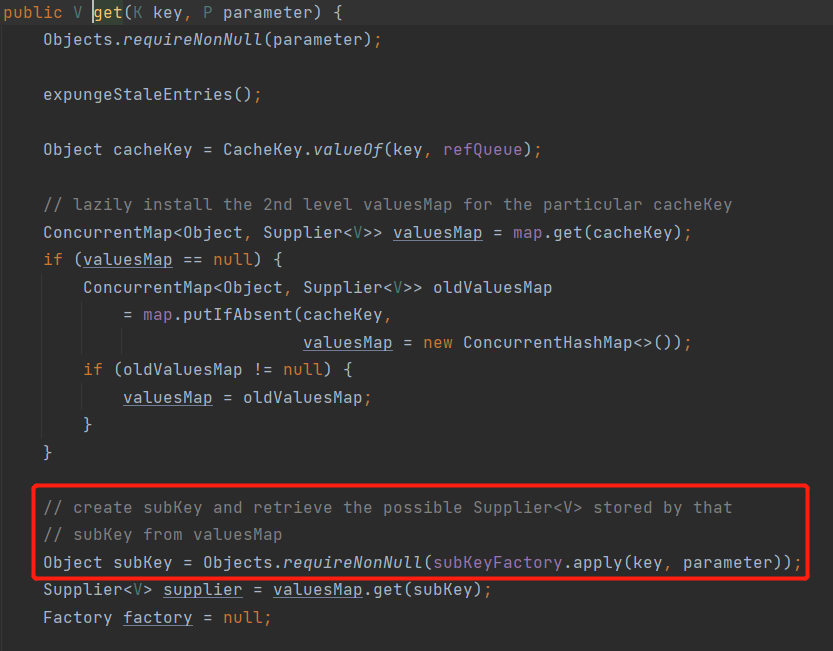 public V get(K key, P parameter) {
Objects.requireNonNull(parameter);
expungeStaleEntries();
Object cacheKey = CacheKey.valueOf(key, refQueue);
// lazily install the 2nd level valuesMap for the particular cacheKey
ConcurrentMap<Object, Supplier<V>> valuesMap = map.get(cacheKey);
if (valuesMap == null) {
ConcurrentMap<Object, Supplier<V>> oldValuesMap
= map.putIfAbsent(cacheKey,
valuesMap = new ConcurrentHashMap<>());
if (oldValuesMap != null) {
valuesMap = oldValuesMap;
}
}
// create subKey and retrieve the possible Supplier<V> stored by that
// subKey from valuesMap
Object subKey = Objects.requireNonNull(subKeyFactory.apply(key, parameter));
Supplier<V> supplier = valuesMap.get(subKey);
Factory factory = null;